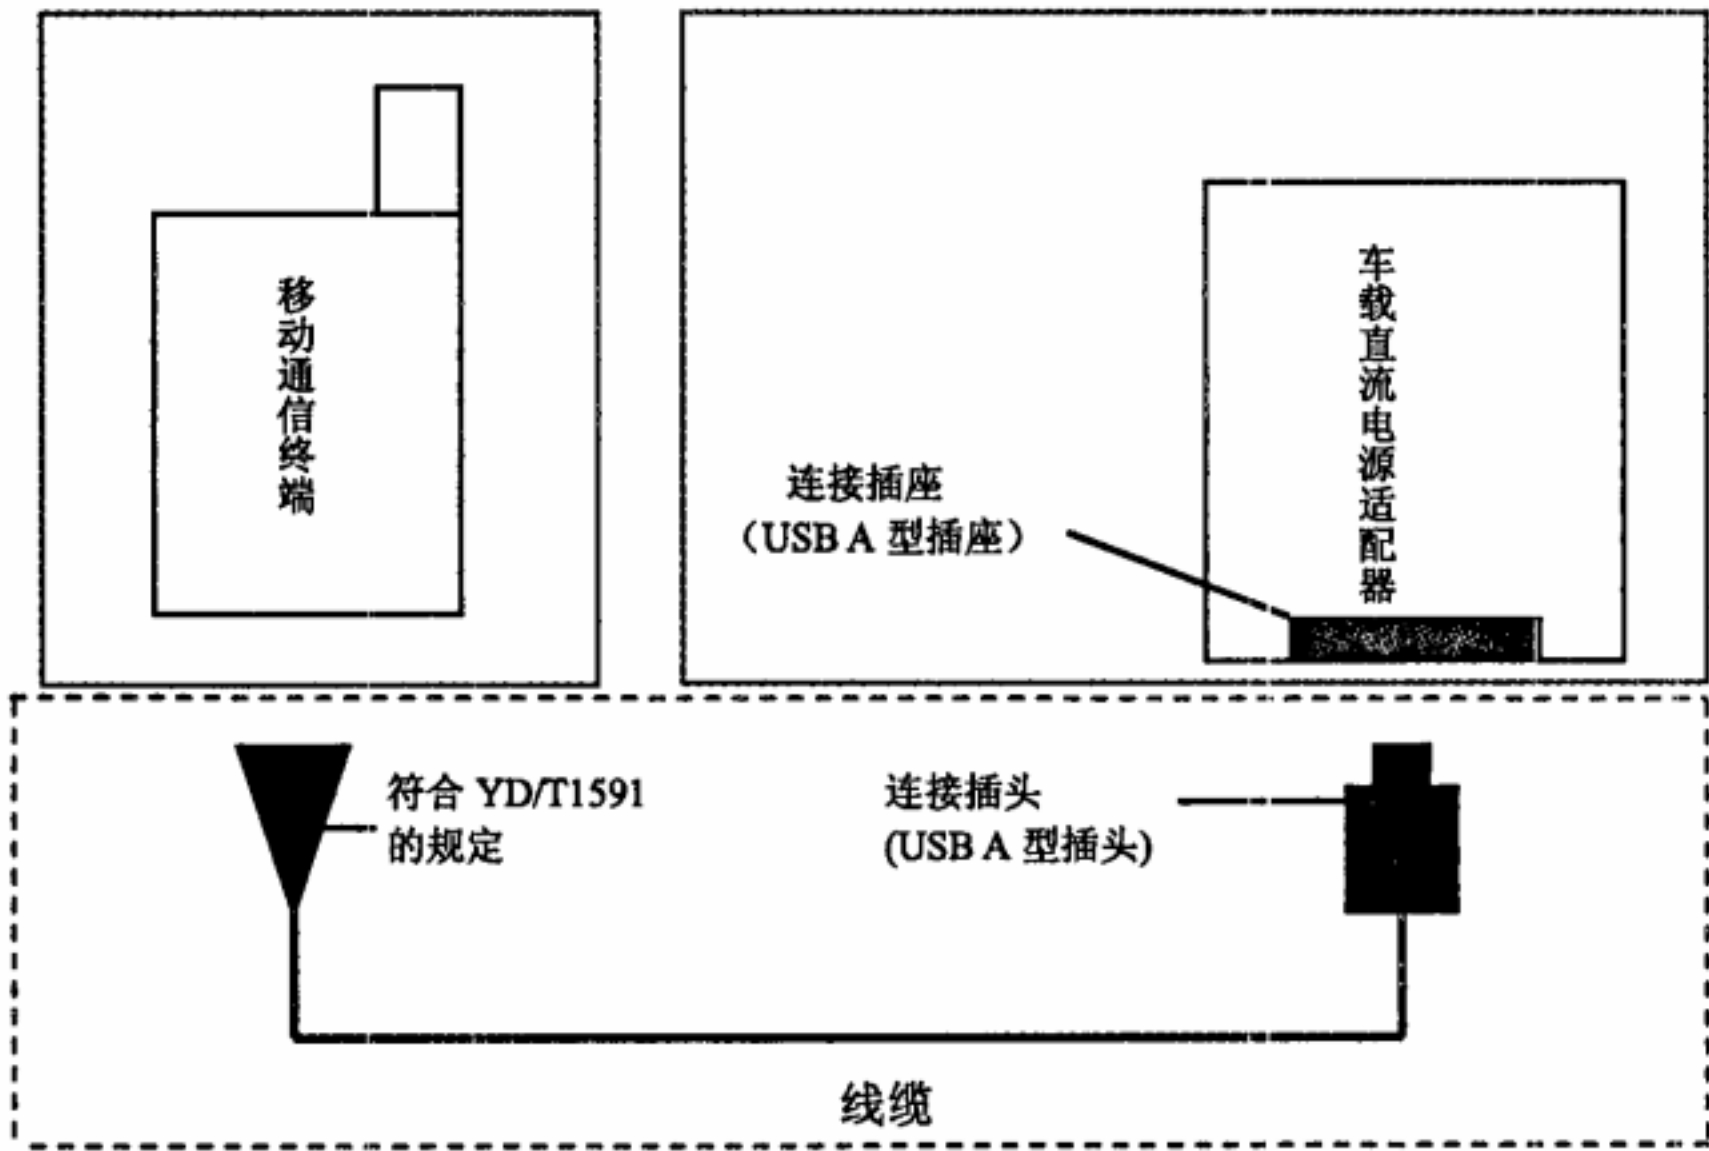 移动通信终端
车载直流电源适配器
连接插座
（USB A 型插座）
符合 YD/T1591
的规定
连接插头
(USB A 型插头)
线缆